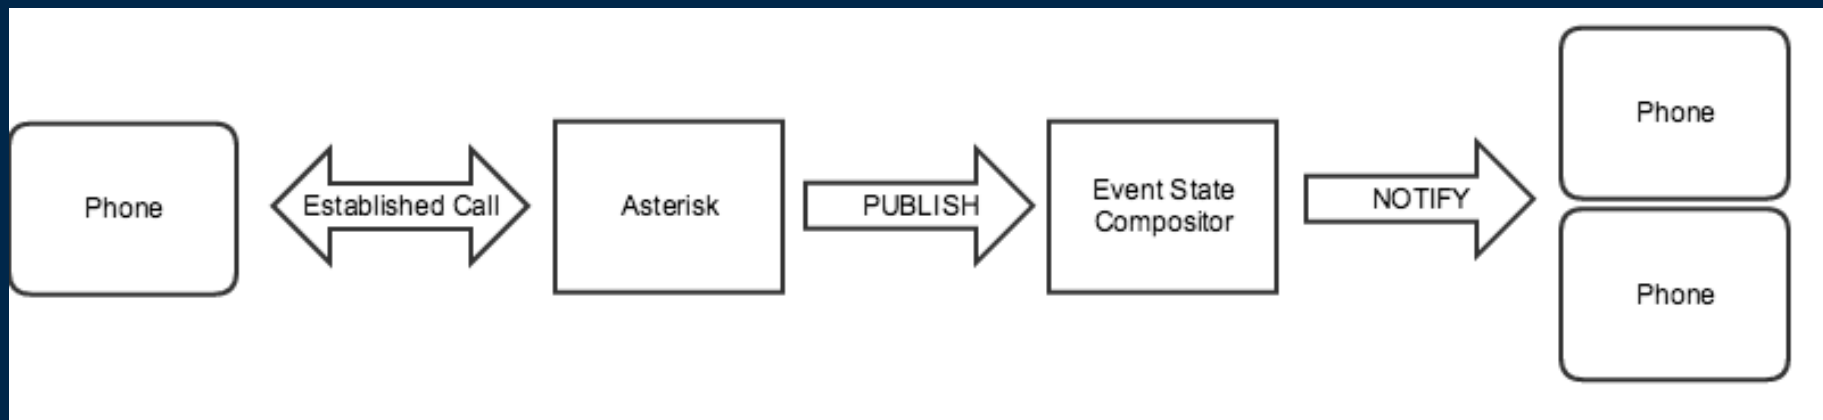 Phone
Established Call
Asterisk
PUBLISH
Event State
Compositor
NOTIFY
Phone
Phone